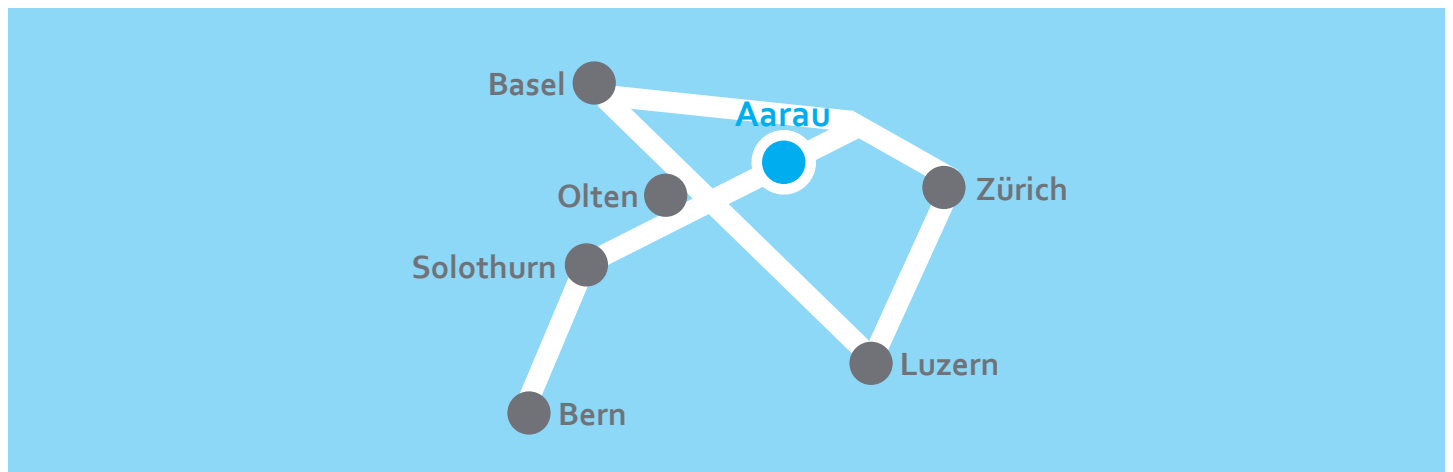 Basel
Aarau
Olten
Zürich
Solothurn
Luzern
Bern